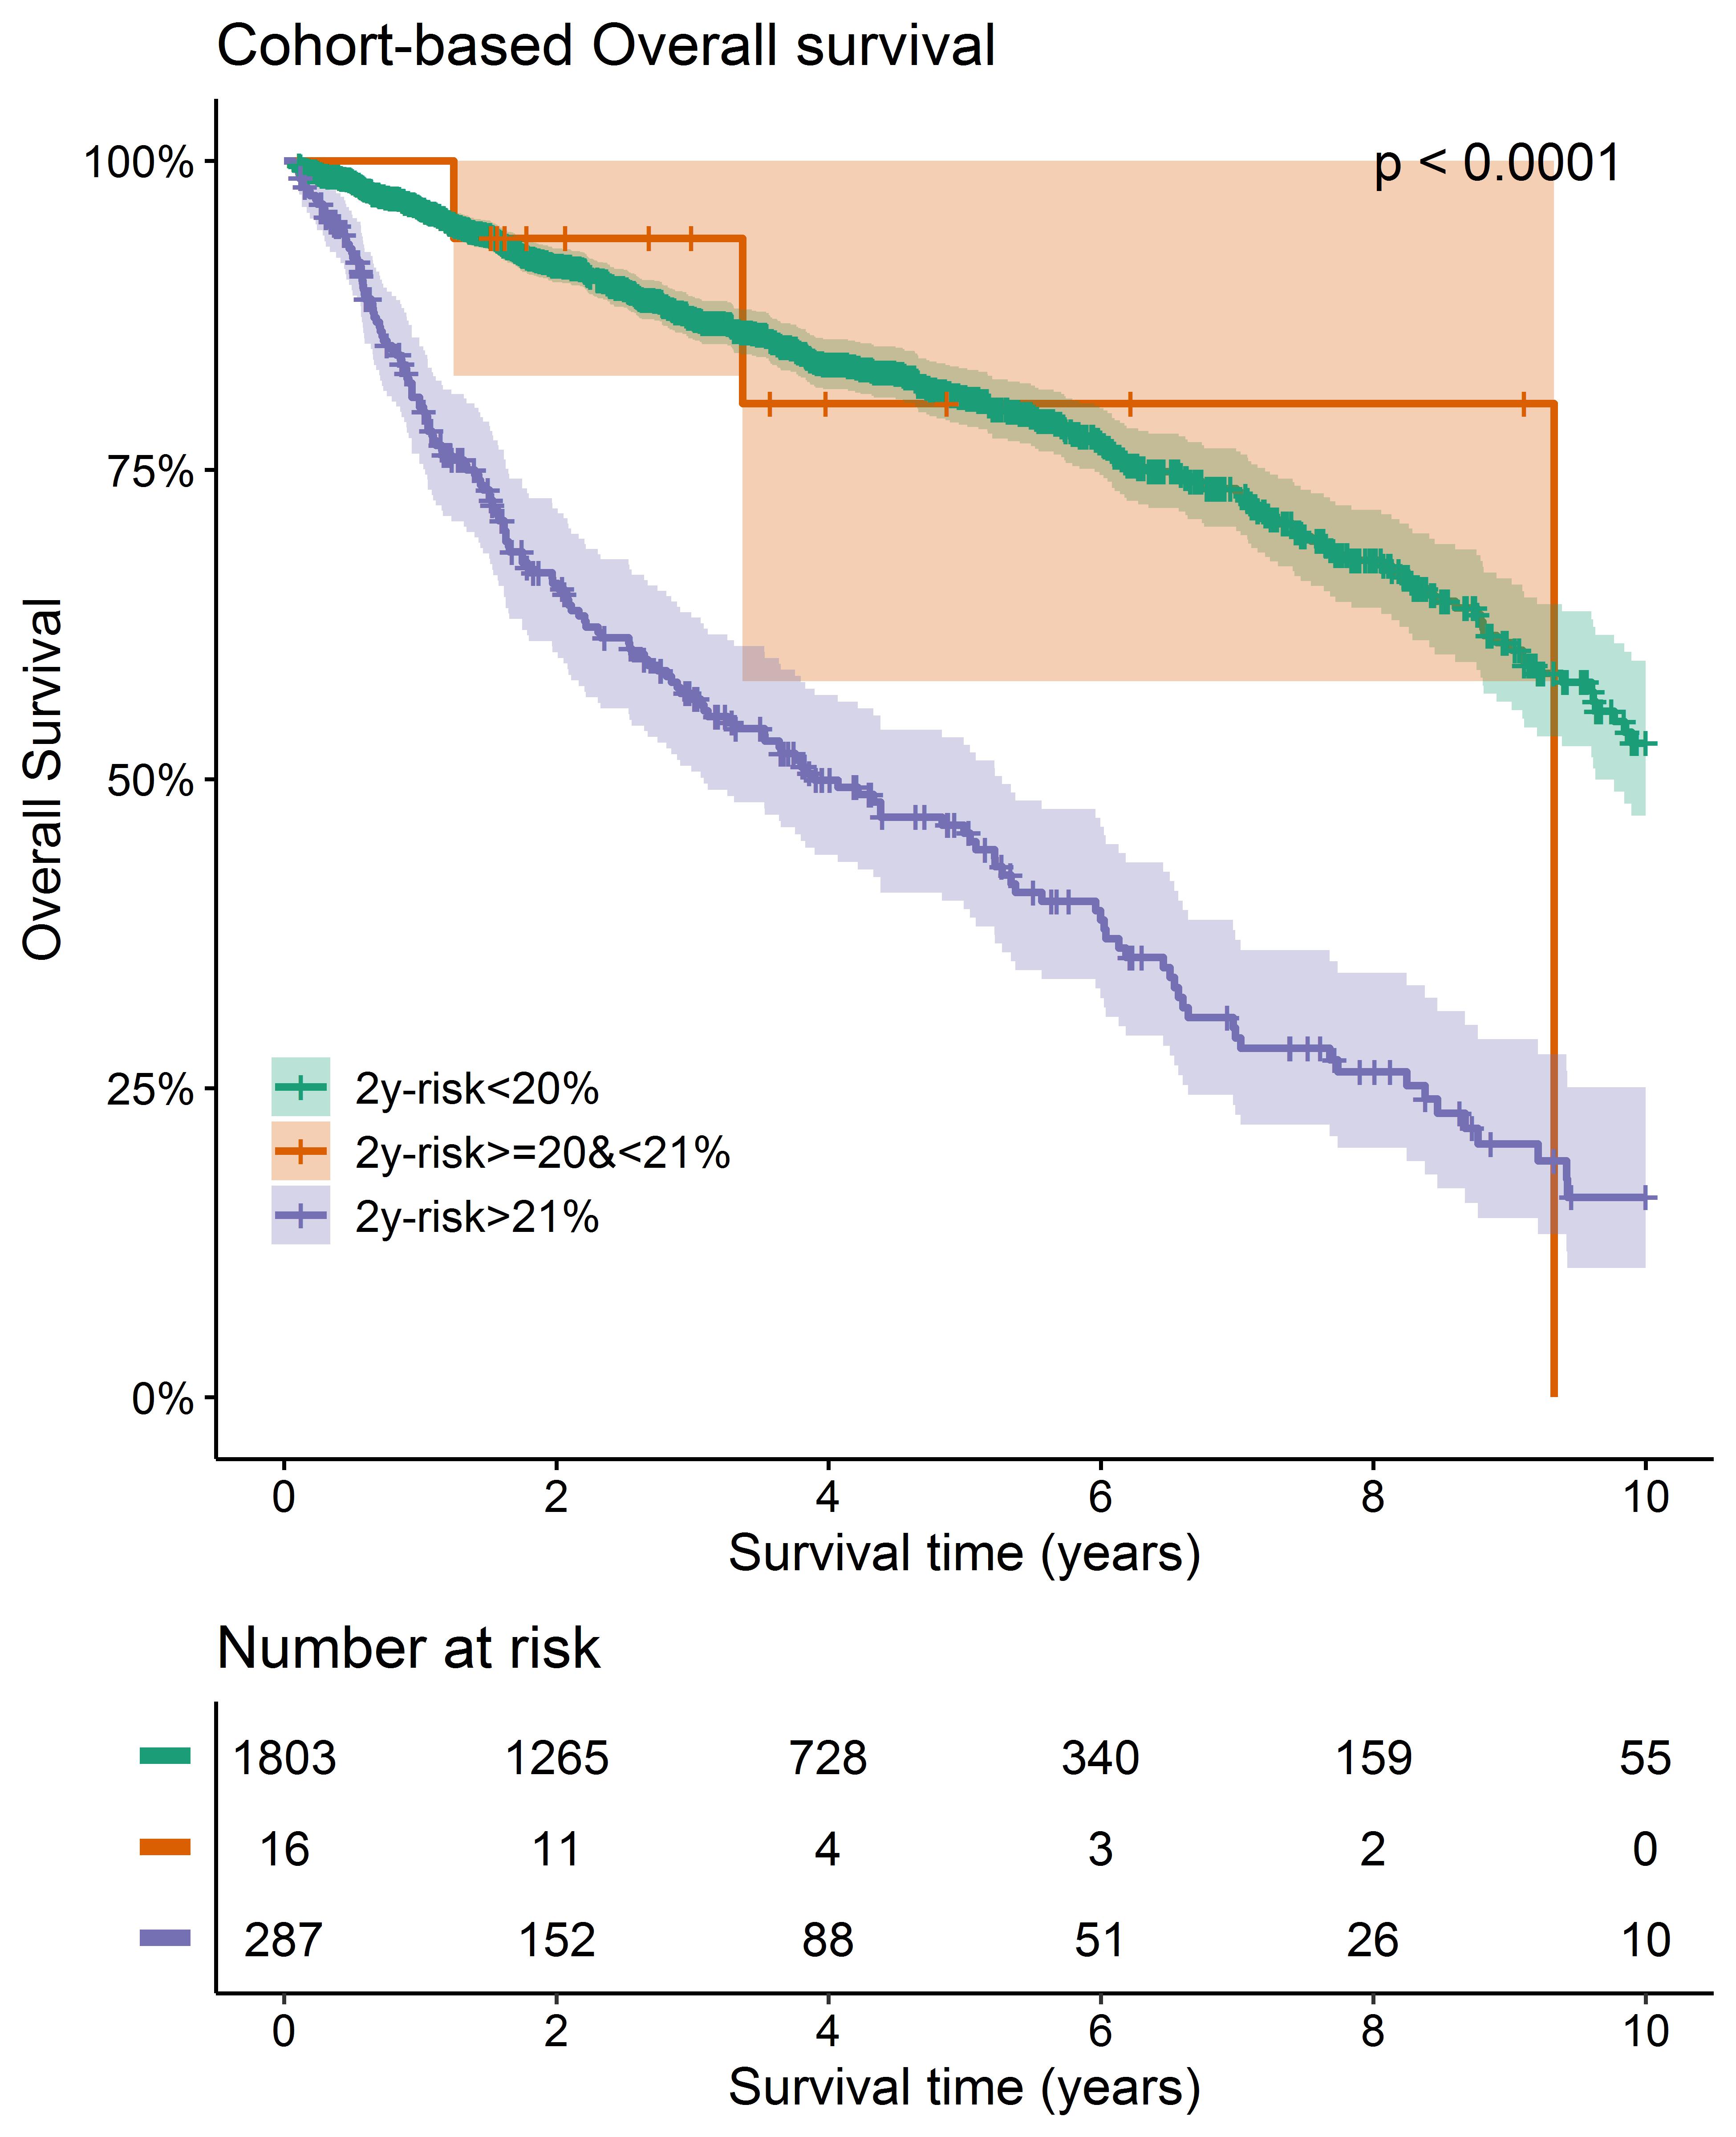 Cohort-based Overall survival
p < 0.0001
100%
75%
50%
25%
0%
Overall Survival
2y-risk<20%
2y-risk>=20&<21%
2y-risk>21%
0 2 4 6 8 10
Survival time (years)
Number at risk
1803 1265 728 340 159 55
16 11 4 3 2 0
287 152 88 51 26 10
0 2 4 6 8 10
Survival time (years)